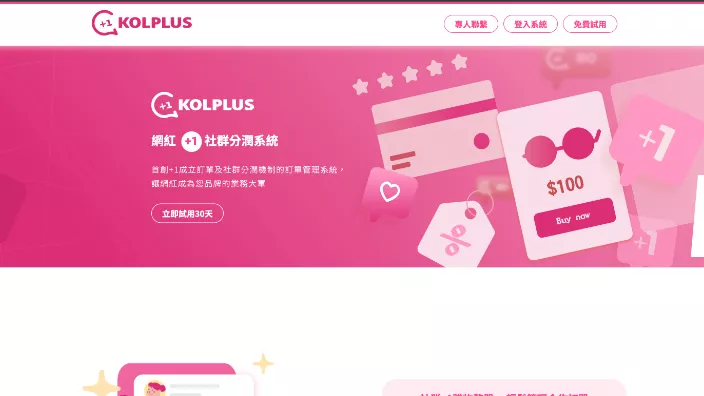 +1 KOLPLUS
專人聯繫
登入系統
免費試用
+1 KOLPLUS
網紅 +1 社群分潤系統
首創+1成立訂單及社群分潤機制的訂單管理系統，
讓網紅成為您品牌的業務大軍
立即試用30天
$100
Buy now
%
+1
+1